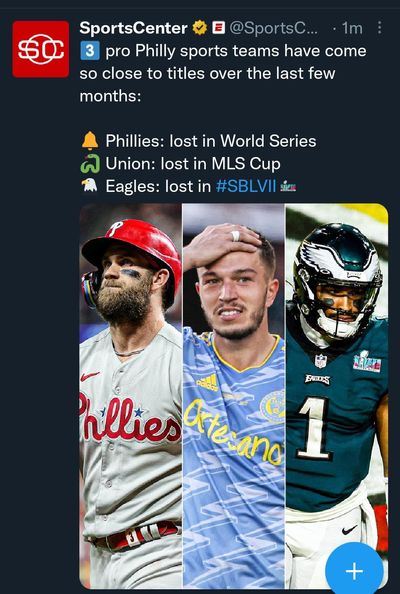 SC
SportsCenter @SportsC... · 1m
3 pro Philly sports teams have come
so close to titles over the last few
months:
Phillies: lost in World Series
Union: lost in MLS Cup
Eagles: lost in #SBLVII
P
Phillies
Artesano
EAGLES
1